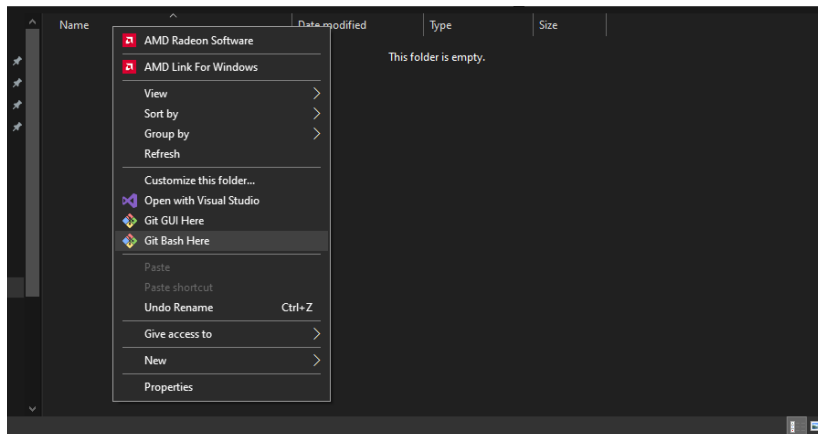 Name Date modified Type Size
This folder is empty.
AMD Radeon Software
AMD Link For Windows
View
Sort by
Group by
Refresh
Customize this folder...
Open with Visual Studio
Git GUI Here
Git Bash Here
Paste
Paste shortcut
Undo Rename Ctrl+Z
Give access to
New
Properties